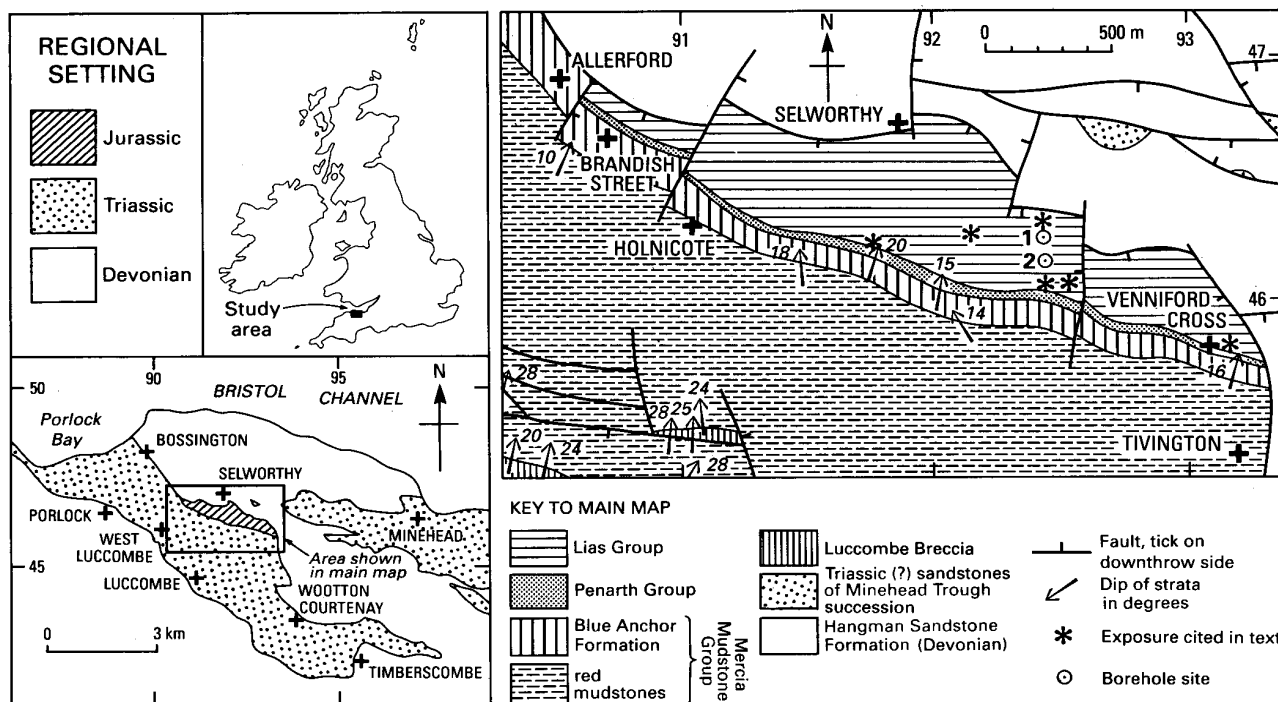 REGIONAL
SETTING
Jurassic
Triassic
Devonian
Study
area
90
95
N
50
BRISTOL CHANNEL
Porlock
Bay
BOSSINGTON
SELWORTHY
PORLOCK
WEST
LUCCOMBE
MINEHEAD
Area shown
in main map
45
LUCCOMBE
WOOTTON
COURTENAY
0 3 km
TIMBERSCOMBE
91
N
92
0 500 m
93
47
ALLERFORD
SELWORTHY
10
BRANDISH
STREET
HOLNICOTE
18
20
1
2
15
14
VENNIFORD
CROSS
46
16
28
24
28 25
20
24
28
TIVINGTON
KEY TO MAIN MAP
Lias Group
Penarth Group
Blue Anchor
Formation
red
mudstones
Mercia
Mudstone
Group
Luccombe Breccia
Triassic (?) sandstones
of Minehead Trough
succession
Hangman Sandstone
Formation (Devonian)
Fault, tick on
downthrow side
Dip of strata
in degrees
Exposure cited in text
Borehole site